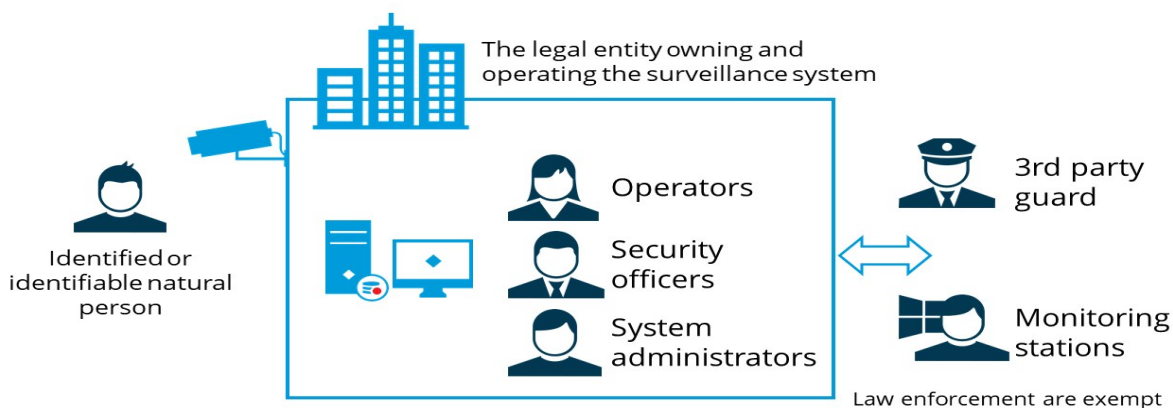 The legal entity owning and
operating the surveillance system
Identified or
identifiable natural
person
Operators
Security
officers
System
administrators
3rd party
guard
Monitoring
stations
Law enforcement are exempt